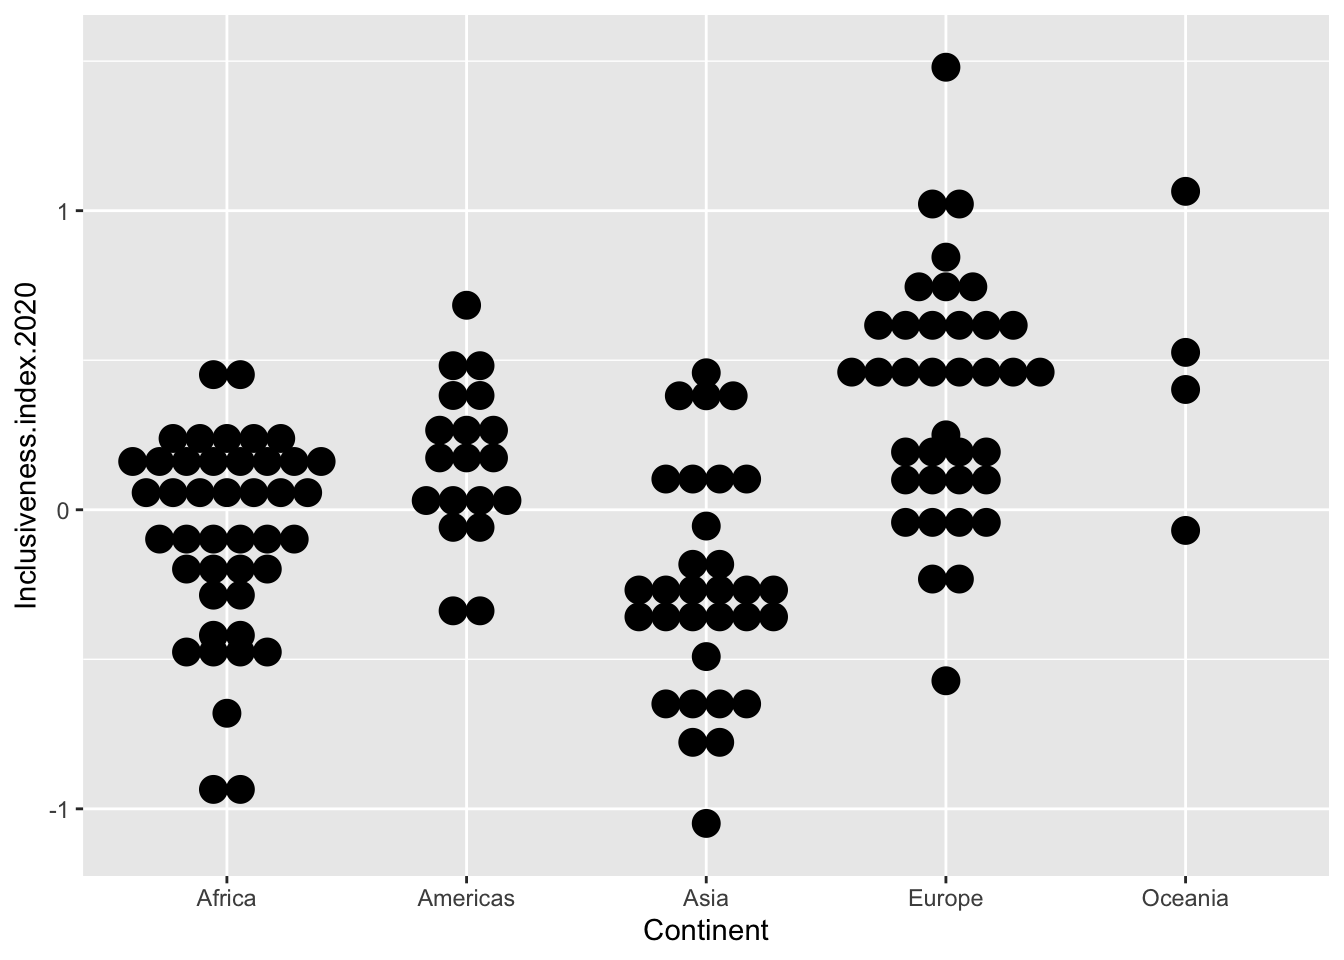 Inclusiveness.index.2020
1
0
-1
Africa Americas Asia Europe Oceania
Continent